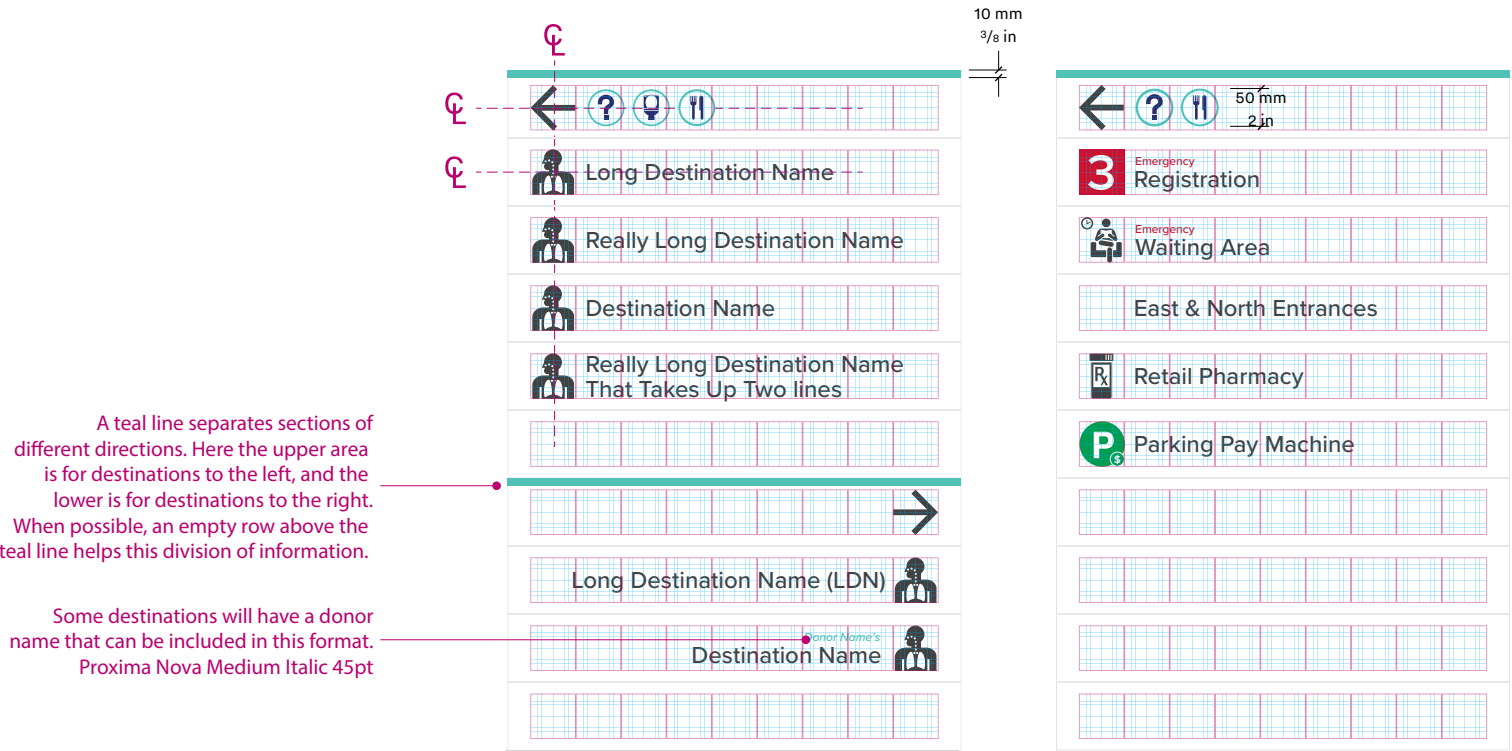 10 mm
3/8 in
℄
℄
℄
?
Long Destination Name
Really Long Destination Name
Destination Name
Really Long Destination Name
That Takes Up Two lines
Long Destination Name (LDN)
Donor Name's
Destination Name
A teal line separates sections of
different directions. Here the upper area
is for destinations to the left, and the
lower is for destinations to the right.
When possible, an empty row above the
teal line helps this division of information.
Some destinations will have a donor
name that can be included in this format.
Proxima Nova Medium Italic 45pt
?
50 mm
2 in
3
Emergency
Registration
Emergency
Waiting Area
East & North Entrances
Rx
Retail Pharmacy
P
$
Parking Pay Machine